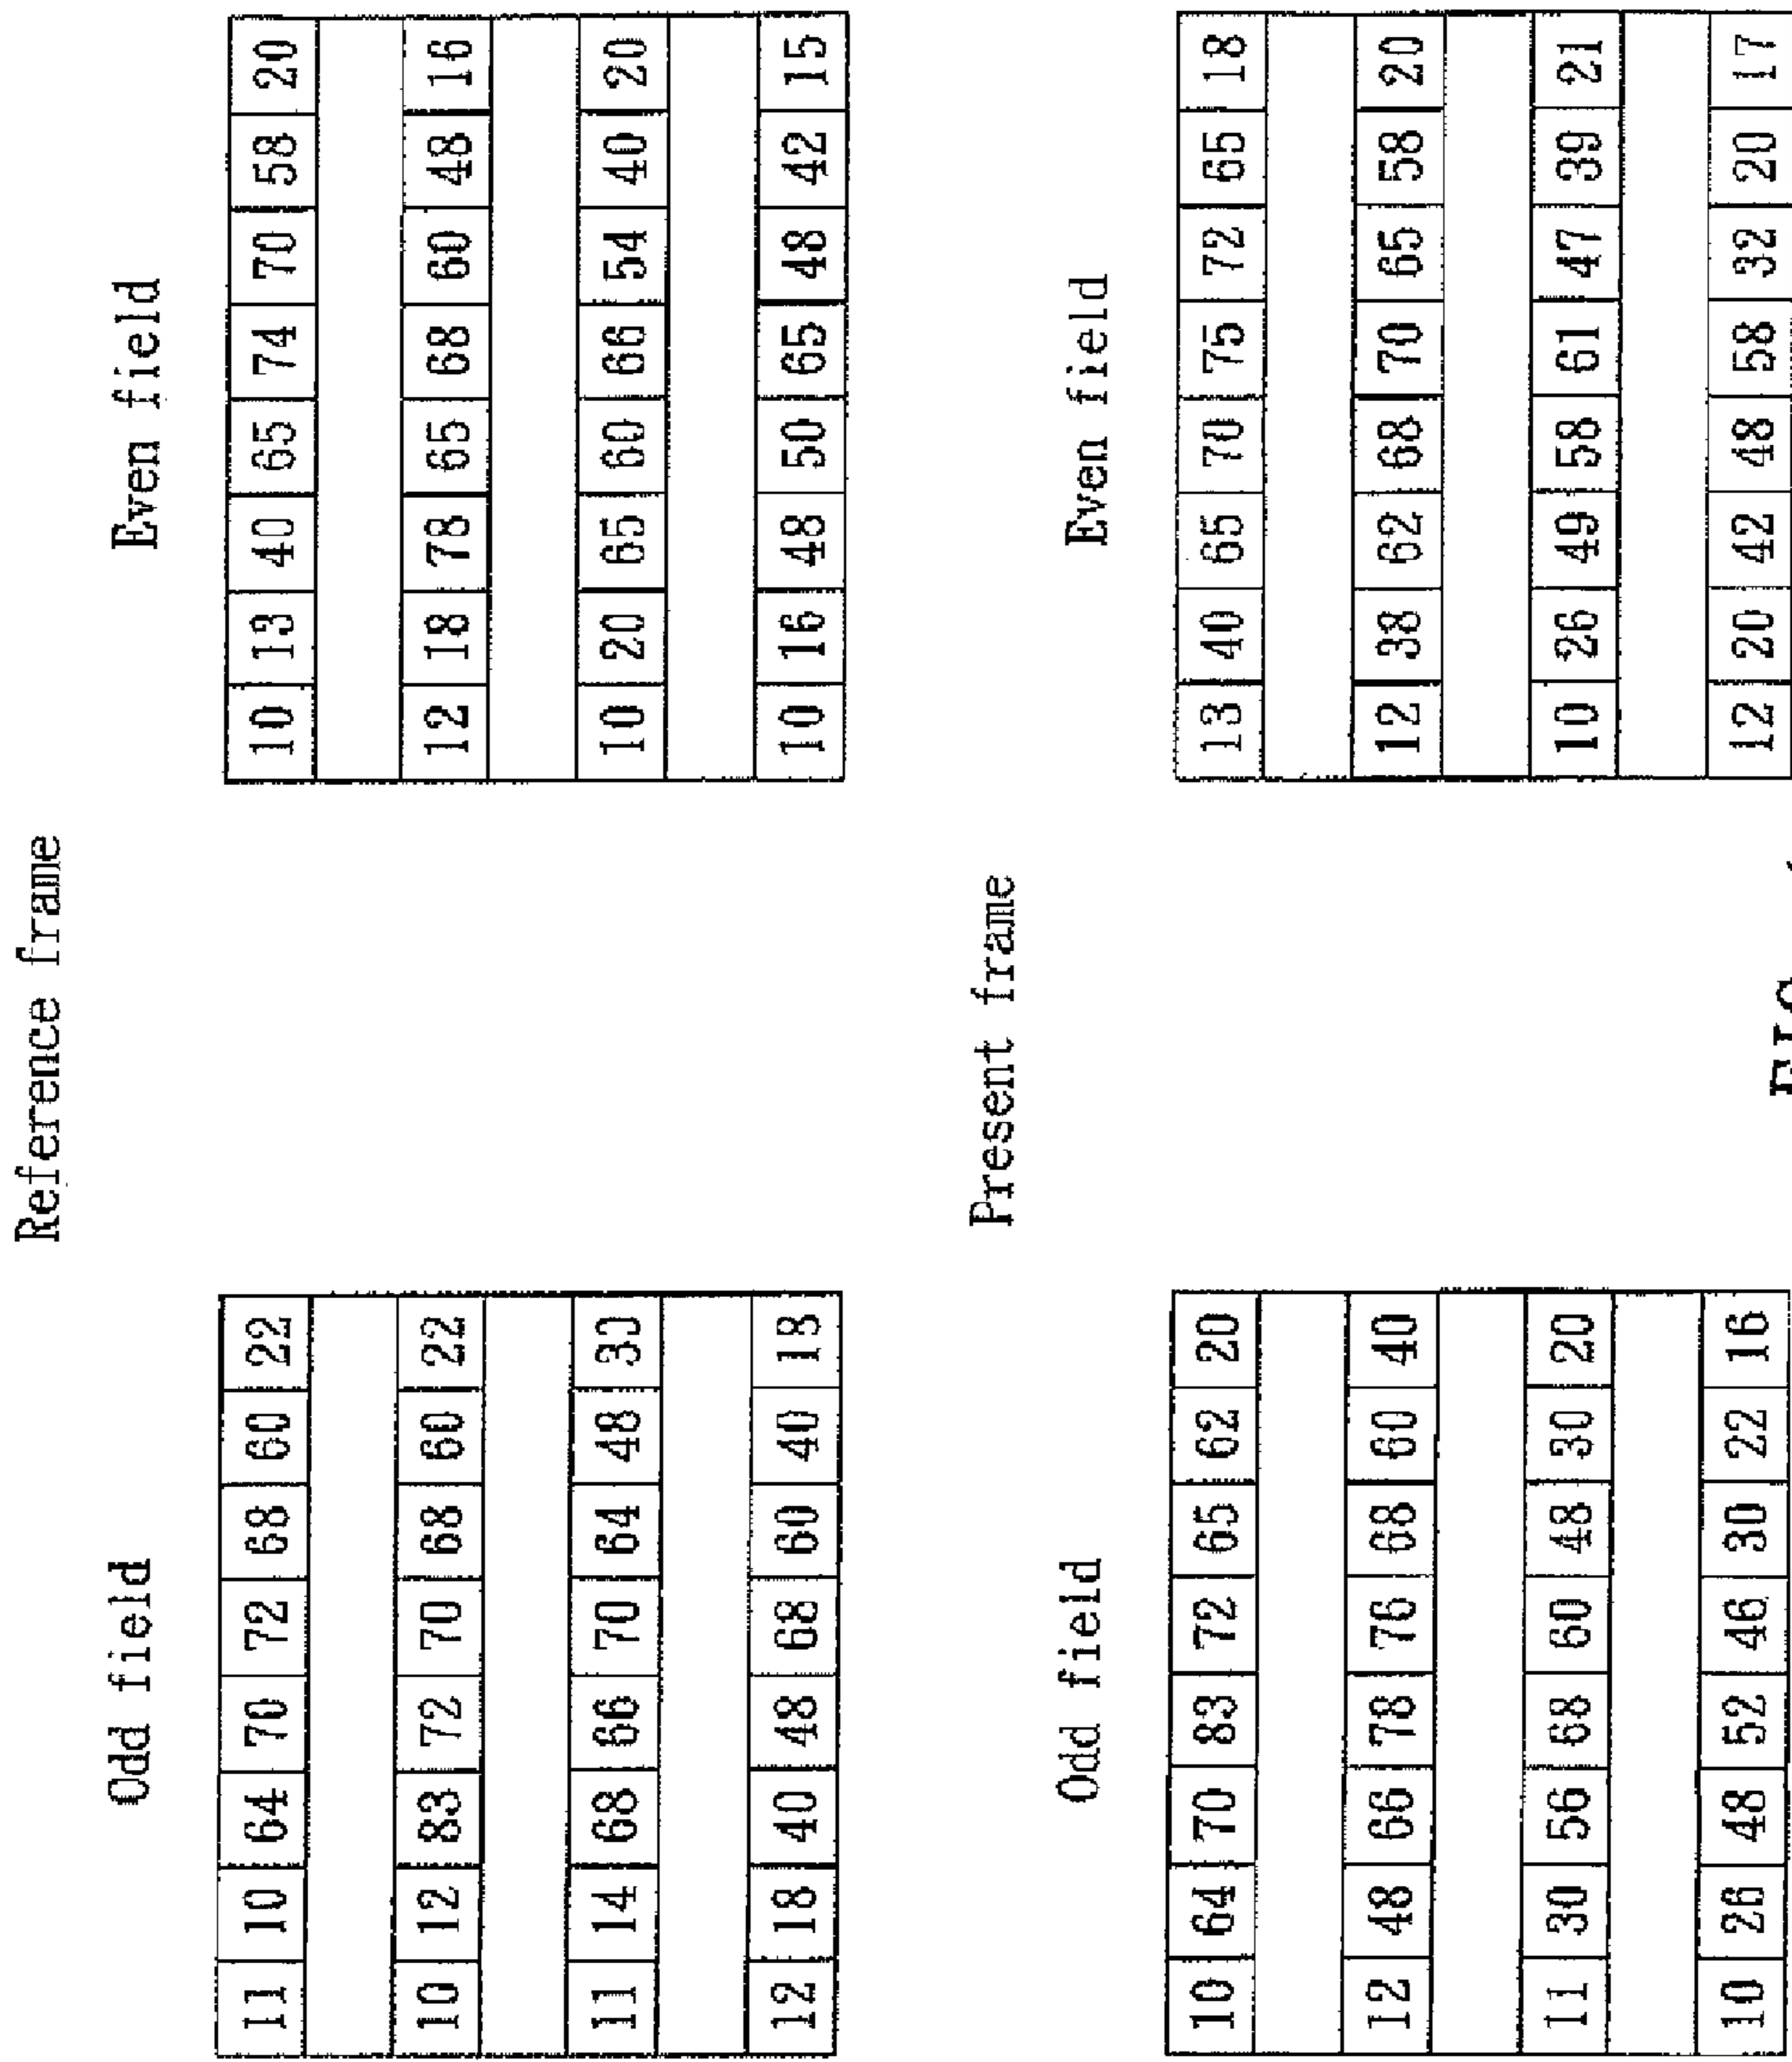 Reference frame
Odd field Even field
11 10 64 70 72 68 60 22 10 13 40 65 74 70 58 20
10 12 83 72 70 68 60 22 12 18 78 65 68 60 48 16
11 14 68 66 70 64 48 30 10 20 65 60 66 54 40 20
12 18 40 48 68 60 40 18 10 16 48 50 65 48 42 15
Present frame
Odd field Even field
10 64 70 83 72 65 62 20 13 40 65 70 75 72 65 18
12 48 66 78 76 68 60 40 12 38 62 68 70 65 58 20
11 30 56 68 60 48 30 20 10 26 49 58 61 47 39 21
10 26 48 52 46 30 22 16 12 20 42 48 58 32 20 17